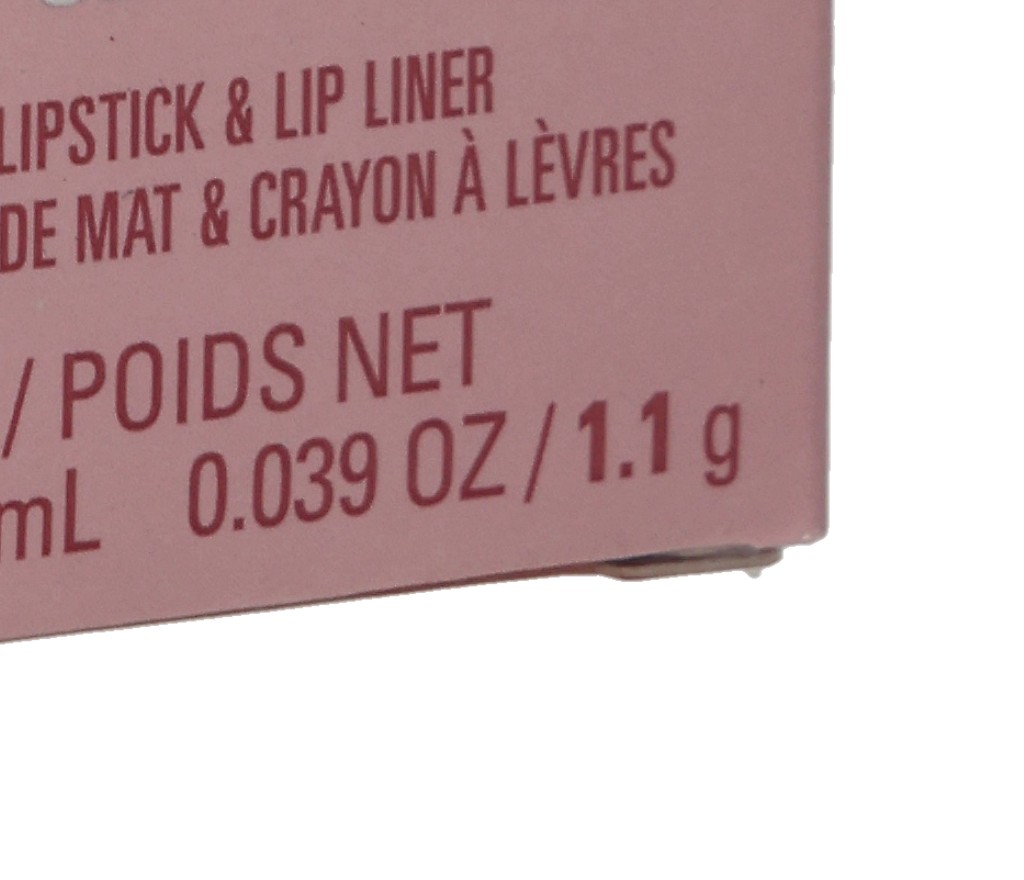 LIPSTICK & LIP LINER
DE MAT & CRAYON À LÈVRES
/ POIDS NET
mL 0.039 OZ / 1.1 g